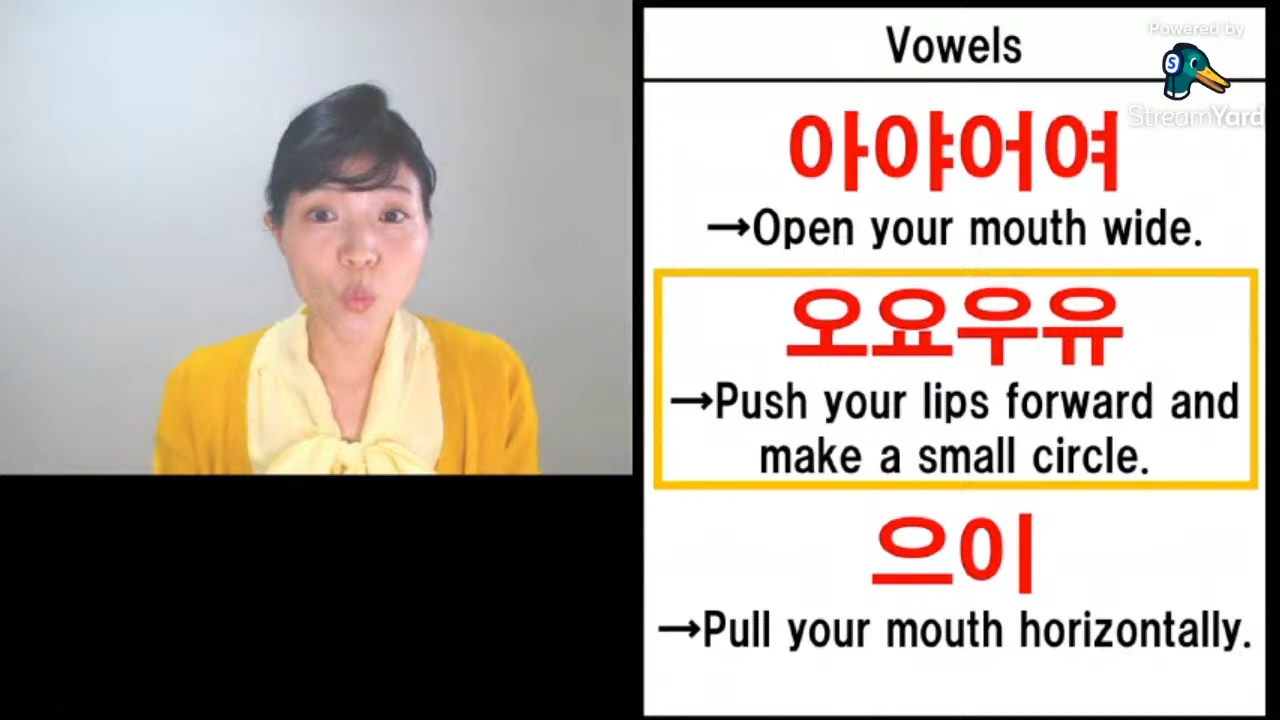 Vowels
Powered by
S
StreamYard
아야어여
→Open your mouth wide.
오요우유
→Push your lips forward and
make a small circle.
으이
→Pull your mouth horizontally.